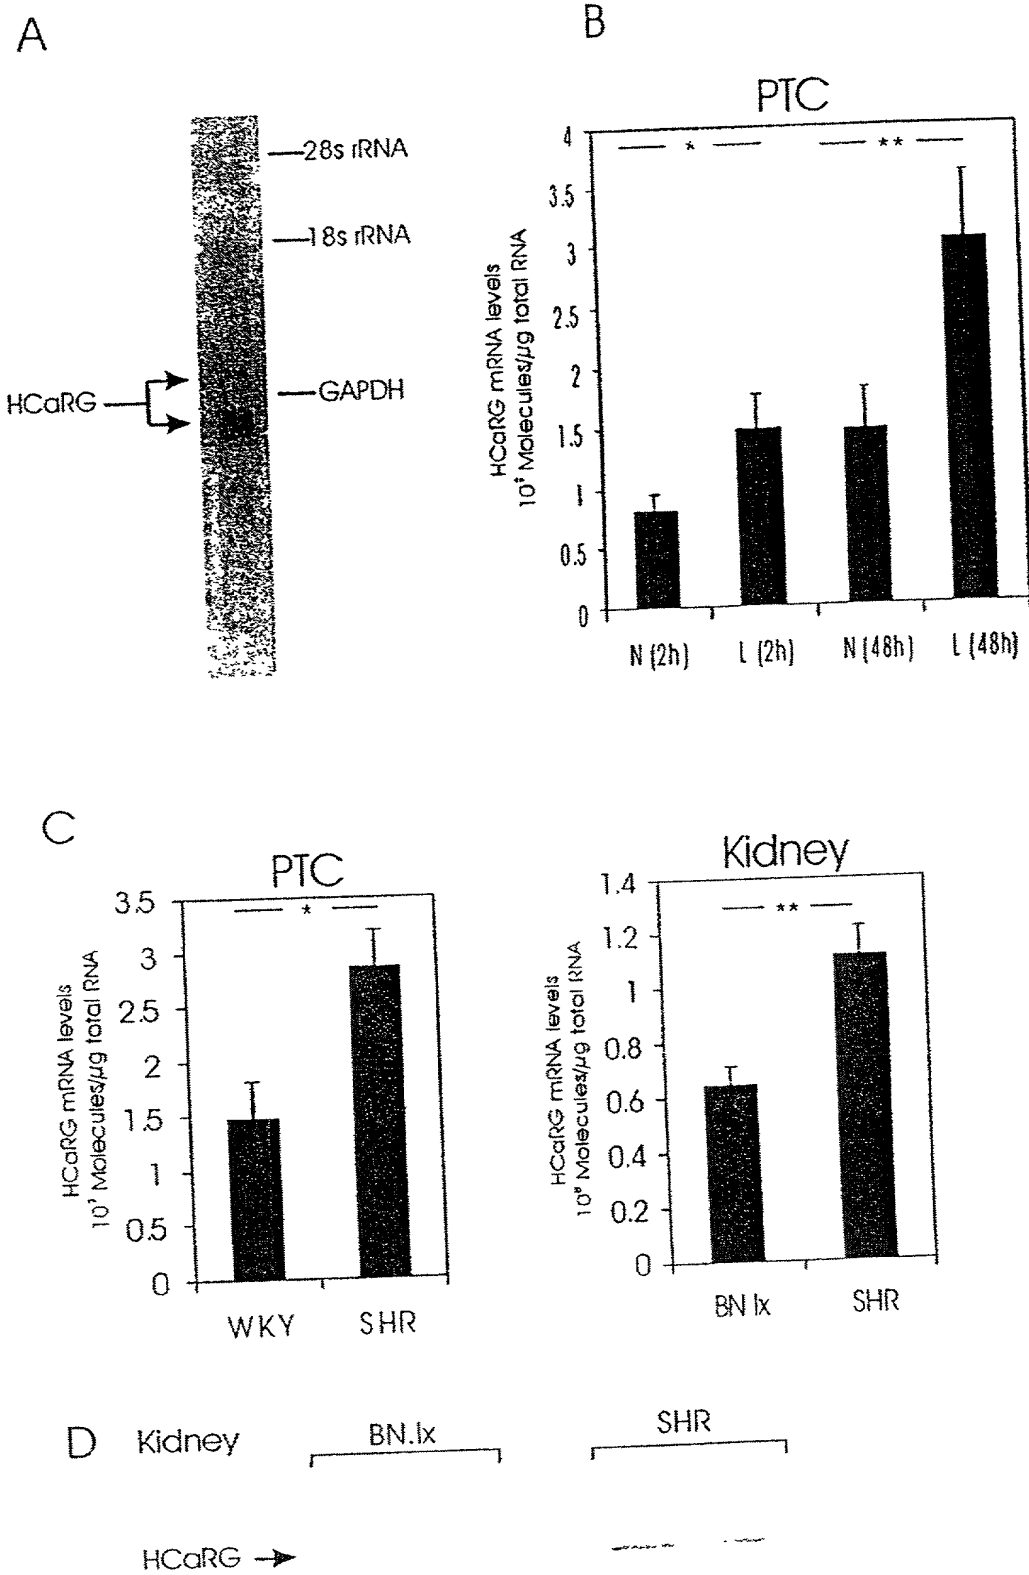 A
28s rRNA
18s rRNA
HCaRG
GAPDH
B
PTC
HCaRG mRNA levels
Molecules/µg total RNA
4
3.5
3
2.5
2
1.5
1
0.5
0
* **
N (2h) L (2h) N (48h) L (48h)
C
PTC
HCaRG mRNA levels
Molecules/µg total RNA
3.5
3
2.5
2
1.5
1
0.5
0
*
WKY SHR
Kidney
HCaRG mRNA levels
Molecules/µg total RNA
1.4
1.2
1
0.8
0.6
0.4
0.2
0
**
BN lx SHR
D Kidney BN.lx SHR
HCaRG